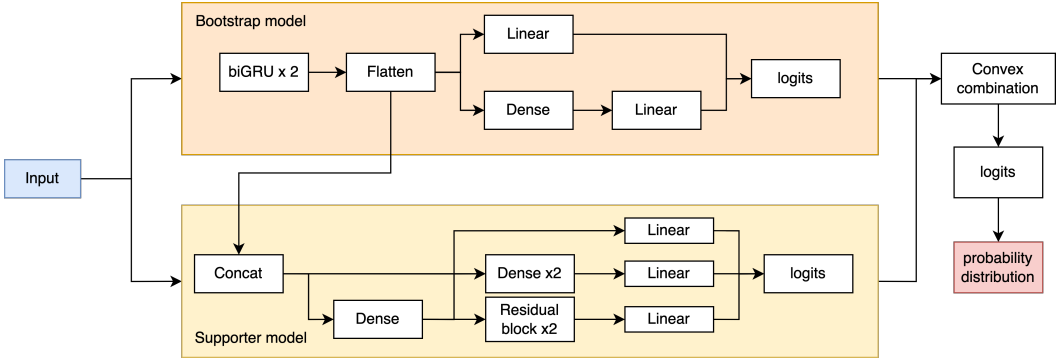 Bootstrap model
biGRU x 2
Flatten
Linear
Dense
Linear
logits
Input
Supporter model
Concat
Dense
Linear
Dense x2
Linear
Residual
block x2
Linear
logits
Convex
combination
logits
probability
distribution